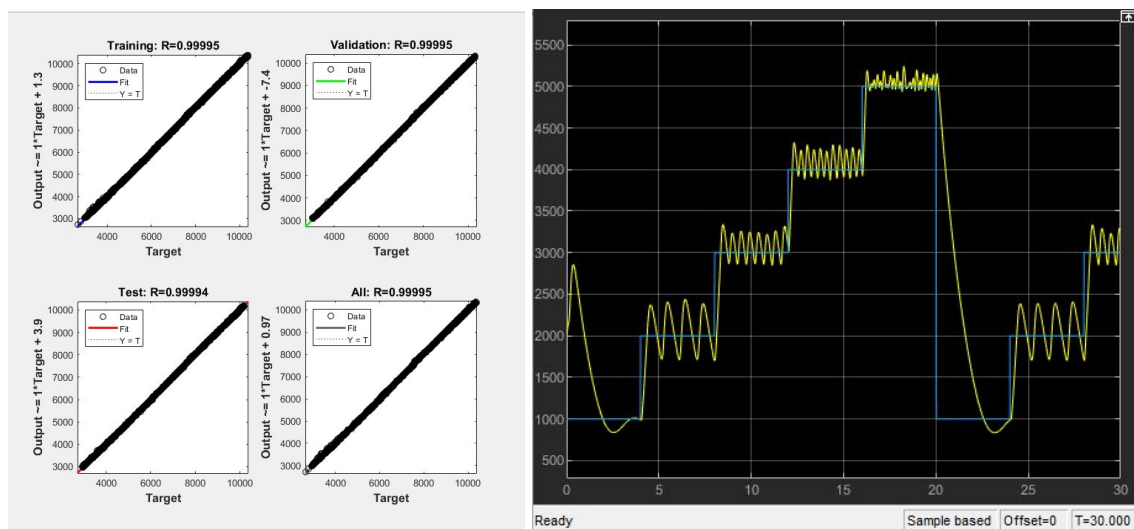 Training: R=0.99995
Output ~= 1*Target + 1.3
10000
9000
8000
7000
6000
5000
4000
3000
Data
Fit
Y = T
4000 6000 8000 10000
Target
Validation: R=0.99995
Output ~= 1*Target + -7.4
10000
9000
8000
7000
6000
5000
4000
3000
Data
Fit
Y = T
4000 6000 8000 10000
Target
Test: R=0.99994
Output ~= 1*Target + 3.9
10000
9000
8000
7000
6000
5000
4000
3000
Data
Fit
Y = T
4000 6000 8000 10000
Target
All: R=0.99995
Output ~= 1*Target + 0.97
10000
9000
8000
7000
6000
5000
4000
3000
Data
Fit
Y = T
4000 6000 8000 10000
Target
5500
5000
4500
4000
3500
3000
2500
2000
1500
1000
500
0 5 10 15 20 25 30
Ready Sample based Offset=0 T=30.000